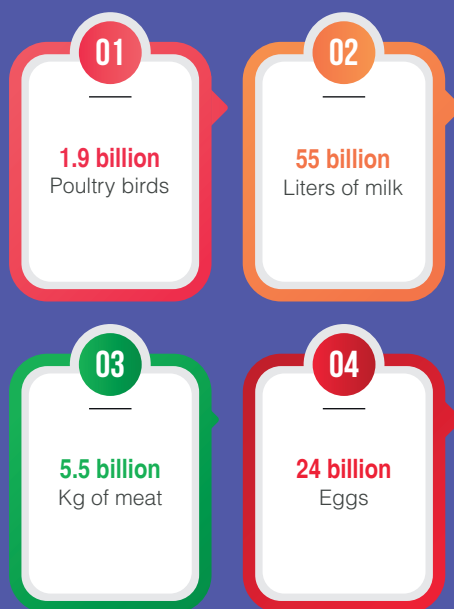 01
1.9 billion
Poultry birds
02
55 billion
Liters of milk
03
5.5 billion
Kg of meat
04
24 billion
Eggs